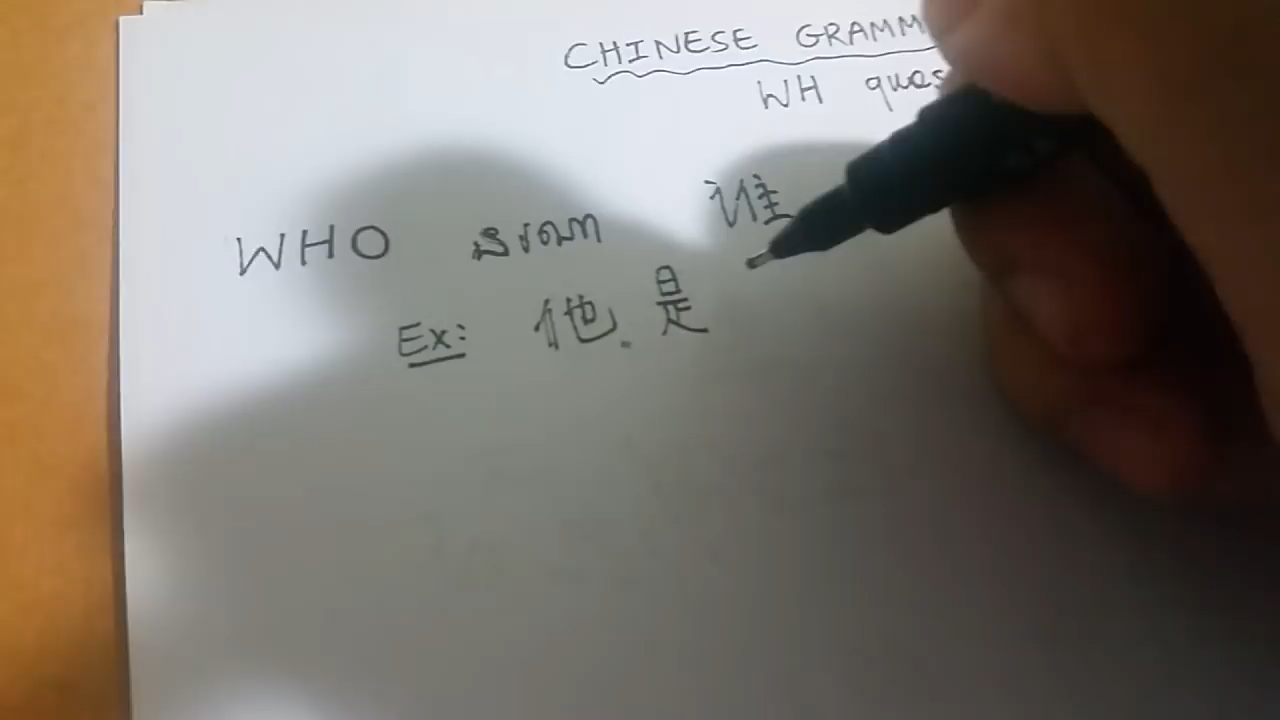 CHINESE GRAMM
WH ques
WHO 谁
Ex: 他 是